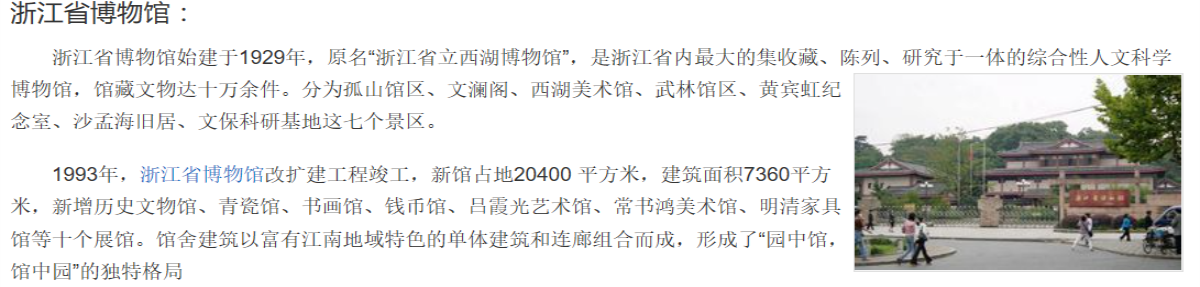 浙江省博物馆：
浙江省博物馆始建于1929年，原名“浙江省立西湖博物馆”，是浙江省内最大的集收藏、陈列、研究于一体的综合性人文科学
博物馆，馆藏文物达十万余件。分为孤山馆区、文澜阁、西湖美术馆、武林馆区、黄宾虹纪
念室、沙孟海旧居、文保科研基地这七个景区。
1993年，浙江省博物馆改扩建工程竣工，新馆占地20400 平方米，建筑面积7360平方
米，新增历史文物馆、青瓷馆、书画馆、钱币馆、吕霞光艺术馆、常书鸿美术馆、明清家具
馆等十个展馆。馆舍建筑以富有江南地域特色的单体建筑和连廊组合而成，形成了“园中馆，
馆中园”的独特格局